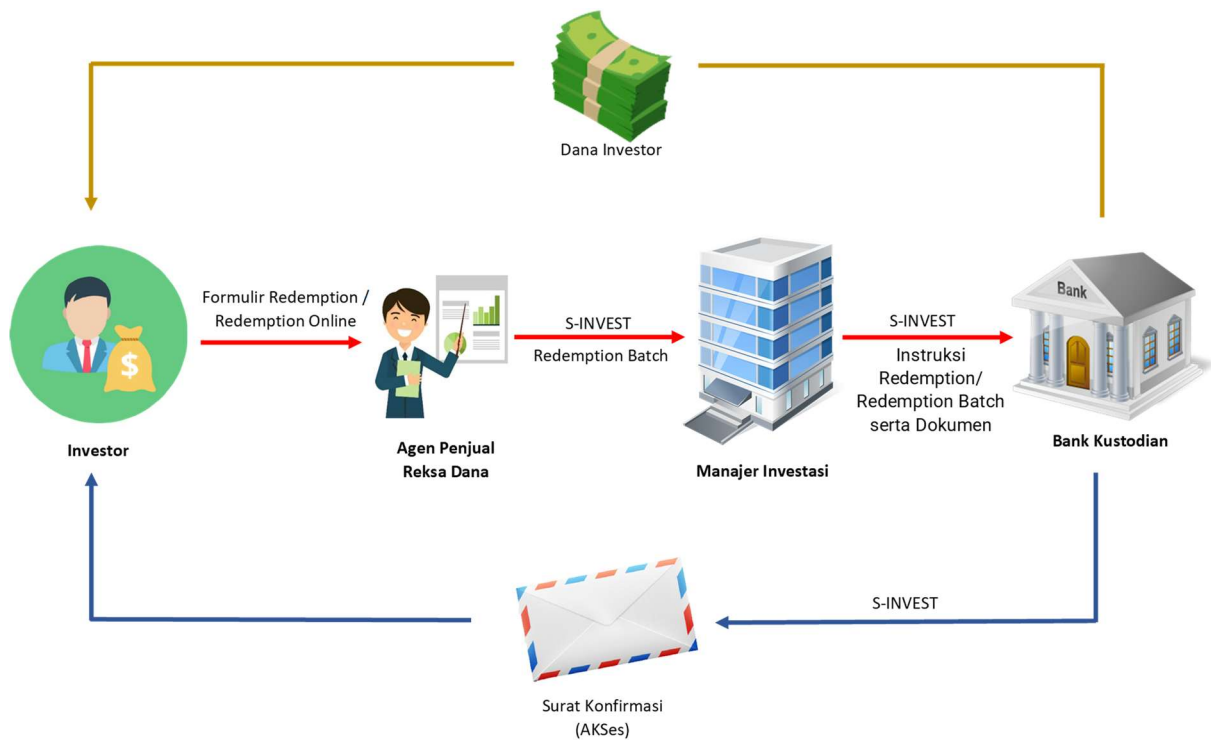 Dana Investor
Formulir Redemption /
Redemption Online
S-INVEST
Redemption Batch
S-INVEST
Instruksi
Redemption/
Redemption Batch
serta Dokumen
Bank
$
Investor
Agen Penjual
Reksa Dana
Manajer Investasi
Bank Kustodian
S-INVEST
Surat Konfirmasi
(AKSes)